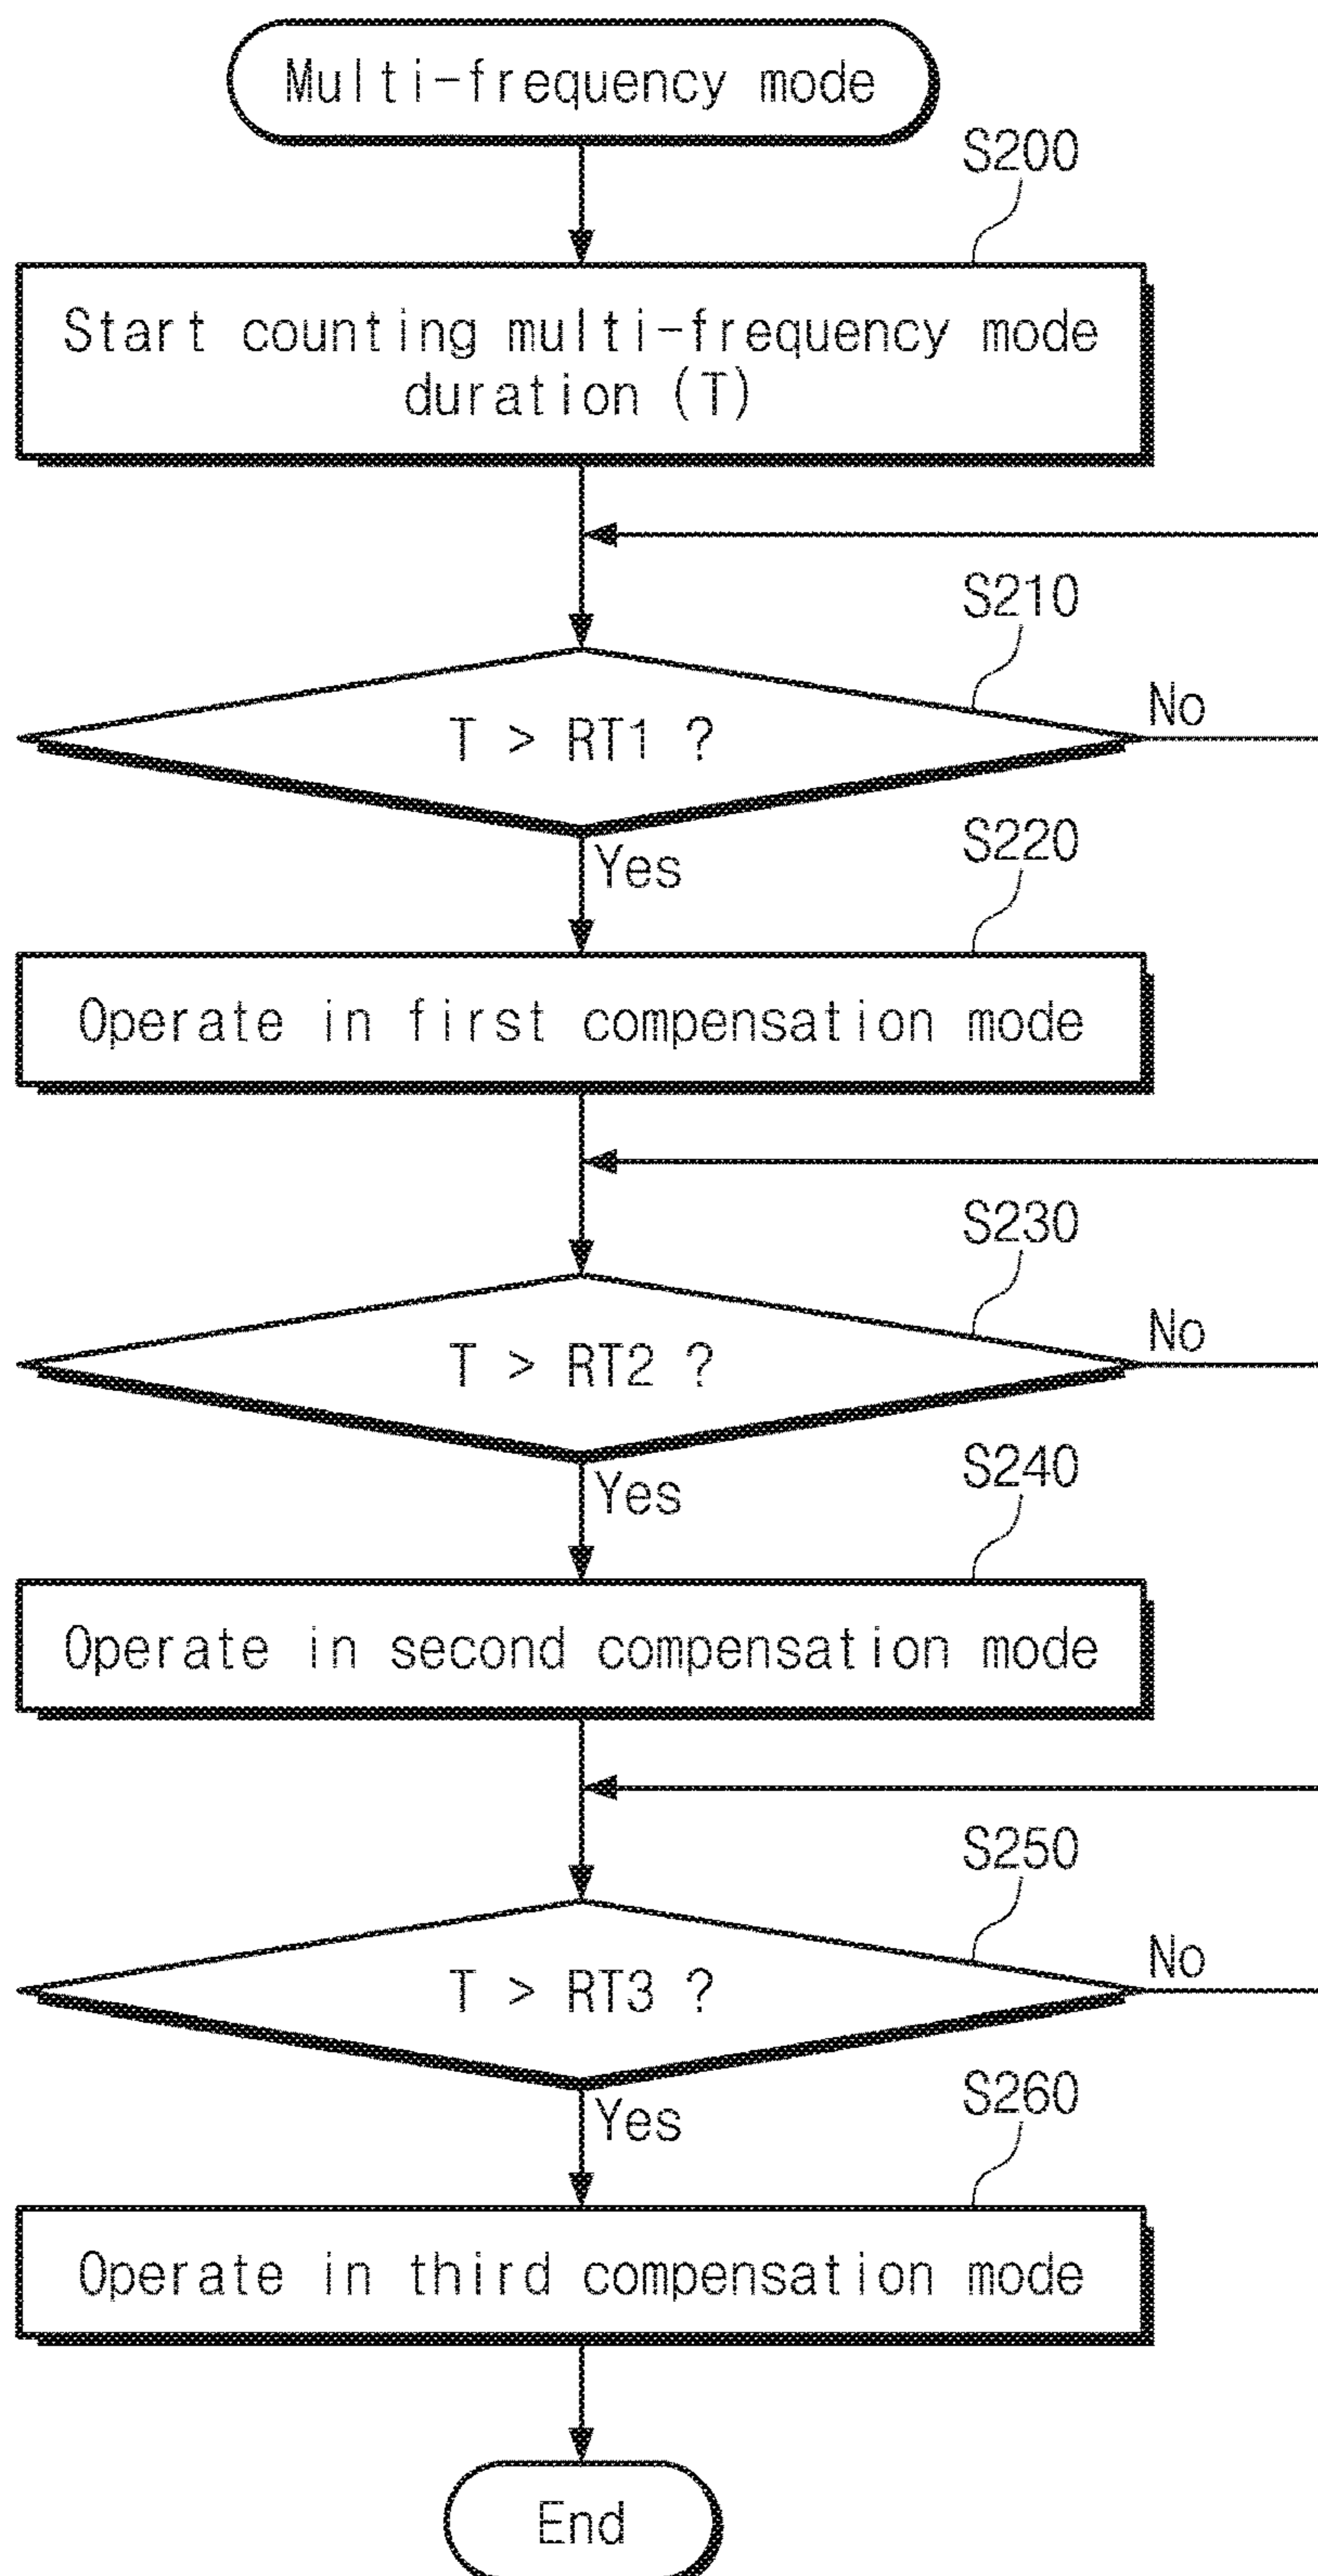 Multi-frequency mode
S200
Start counting multi-frequency mode
duration (T)
S210
T > RT1 ?
No
Yes
S220
Operate in first compensation mode
S230
T > RT2 ?
No
Yes
S240
Operate in second compensation mode
S250
T > RT3 ?
No
Yes
S260
Operate in third compensation mode
End